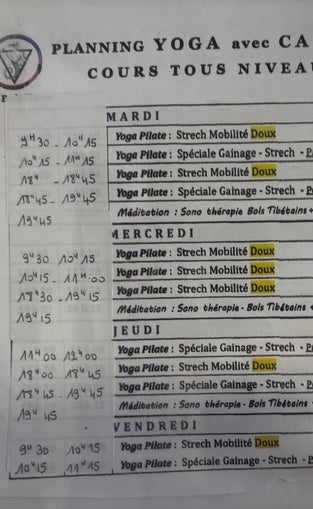 PLANNING YOGA avec CA
COURS TOUS NIVEAU
MARDI
9H30 - 10H15 Yoga Pilate : Strech Mobilité Doux
10H15 - 11H15 Yoga Pilate : Spéciale Gainage - Strech - P
18H - 18H45 Yoga Pilate : Strech Mobilité Doux
18H45 - 19H45 Yoga Pilate : Spéciale Gainage - Strech - P
19H45 Méditation : Sono thérapie Bols Tibétains +
MERCREDI
9H30 10H15 Yoga Pilate : Strech Mobilité Doux
10H15 - 11H00 Yoga Pilate : Strech Mobilité Doux
18H30 - 19H15 Yoga Pilate : Strech Mobilité Doux
19H15 Méditation : Sono thérapie - Bols Tibétains
JEUDI
11H00 12H00 Yoga Pilate : Spéciale Gainage - Strech - P
18H00 18H45 Yoga Pilate : Strech Mobilité Doux
18H45 - 19H45 Yoga Pilate : Spéciale Gainage - Strech - P
19H45 Méditation : Sono thérapie - Bols Tibétains
VENDREDI
9H30 10H15 Yoga Pilate : Strech Mobilité Doux
10H15 11H15 Yoga Pilate : Spéciale Gainage - Strech - P